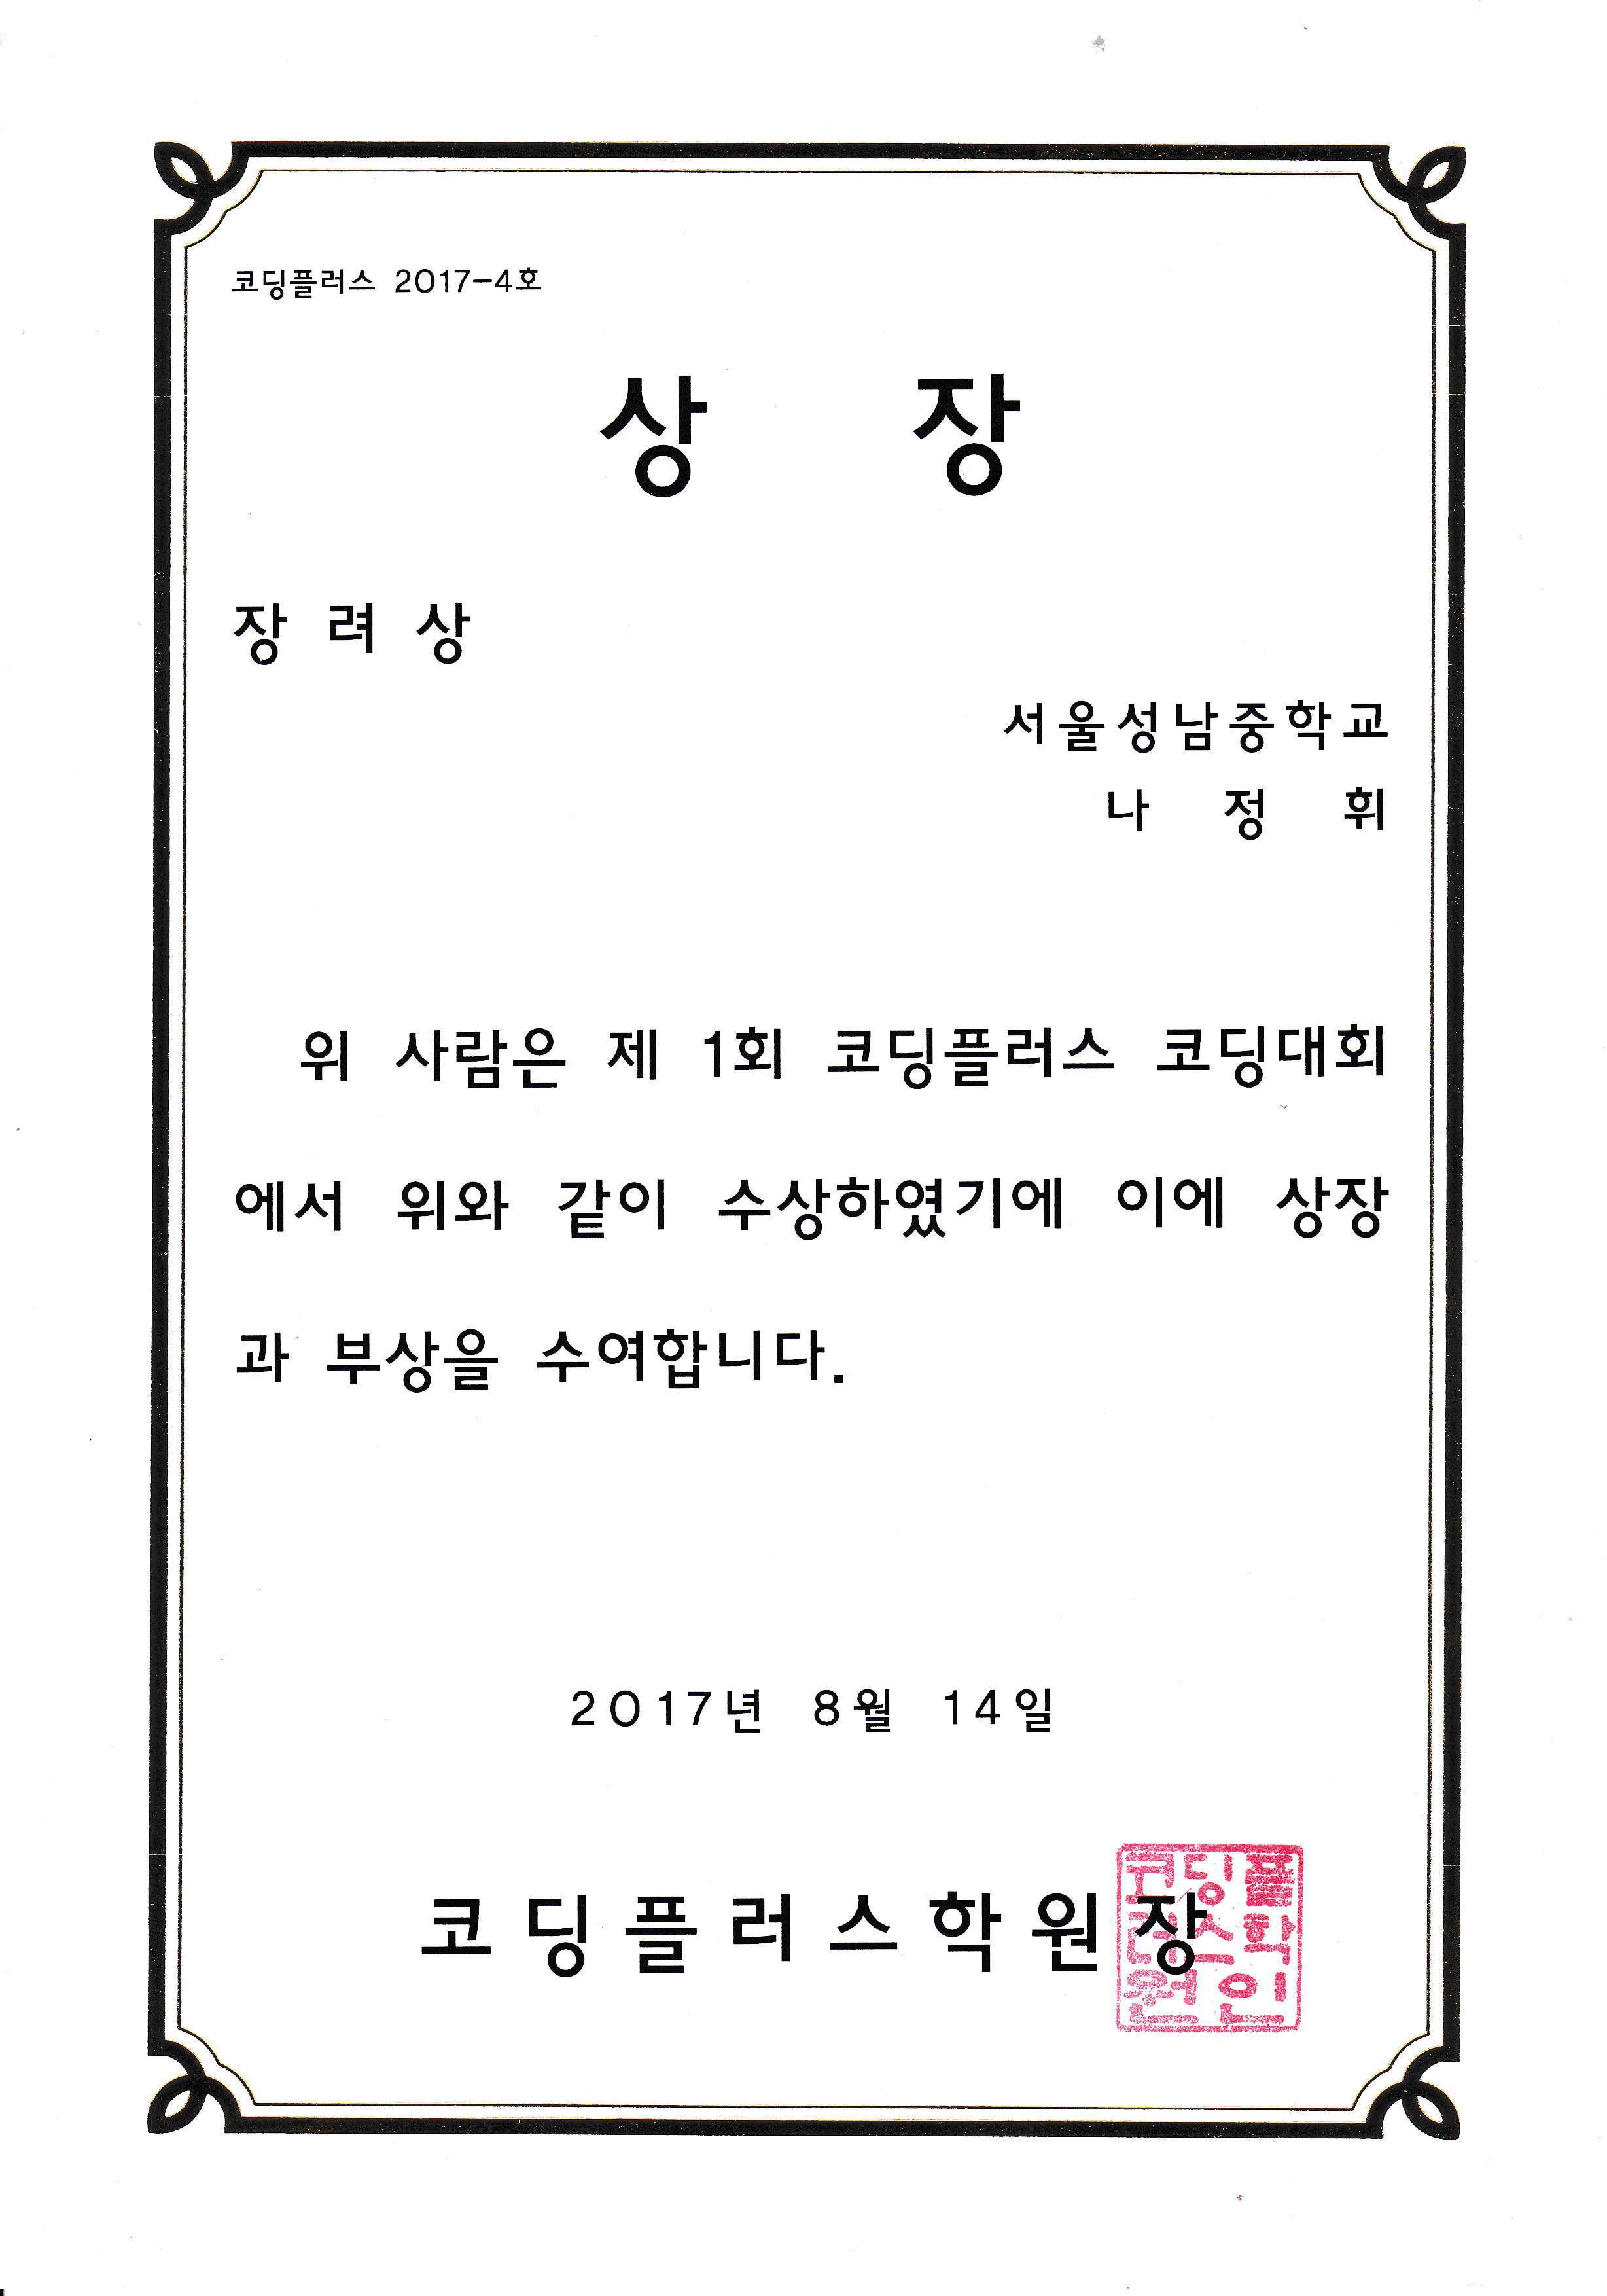 코딩플러스 2017-4호
상 장
장 려 상
서울성남중학교
나 정 휘
위 사람은 제 1회 코딩플러스 코딩대회
에서 위와 같이 수상하였기에 이에 상장
과 부상을 수여합니다.
2017년 8월 14일
코딩플러스학원장
코딩플
러스학
원인